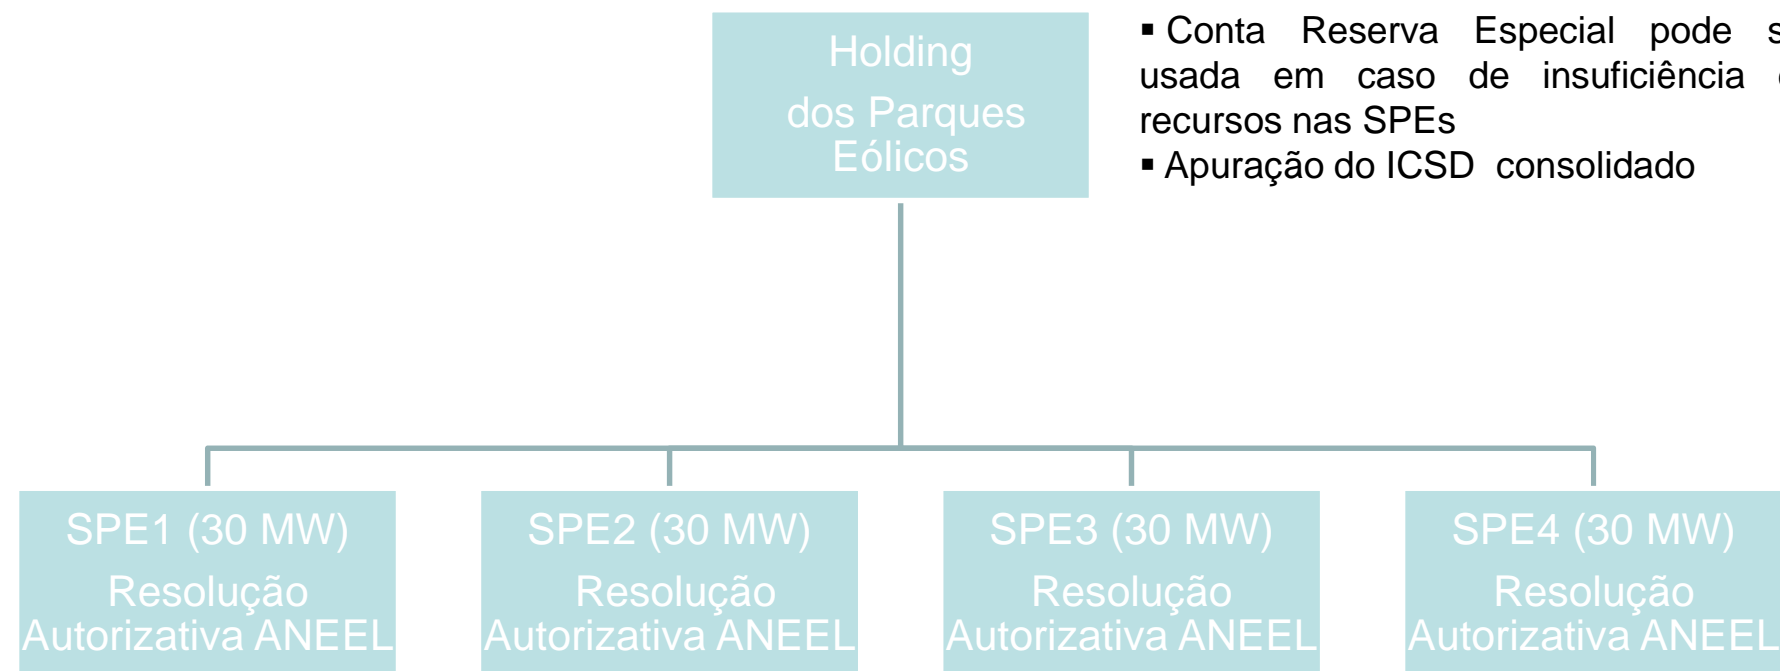 Holding
dos Parques
Eólicos
▪ Conta Reserva Especial pode
usada em caso de insuficiência
recursos nas SPEs
▪ Apuração do ICSD consolidado
SPE1 (30 MW)
Resolução
Autorizativa ANEEL
SPE2 (30 MW)
Resolução
Autorizativa ANEEL
SPE3 (30 MW)
Resolução
Autorizativa ANEEL
SPE4 (30 MW)
Resolução
Autorizativa ANEEL